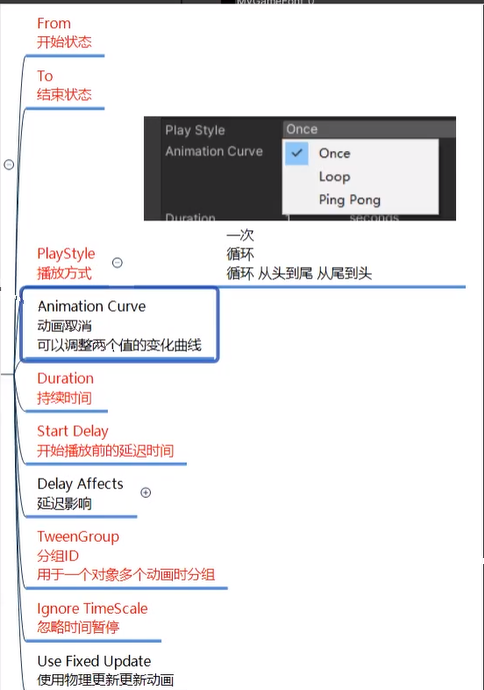 From
开始状态
To
结束状态
Play Style
Once
Animation Curve
Once
Loop
Ping Pong
Duration
seconds
PlayStyle
播放方式
一次
循环
循环 从头到尾 从尾到头
Animation Curve
动画取消
可以调整两个值的变化曲线
Duration
持续时间
Start Delay
开始播放前的延迟时间
Delay Affects
延迟影响
TweenGroup
分组ID
用于一个对象多个动画时分组
Ignore TimeScale
忽略时间暂停
Use Fixed Update
使用物理更新更新动画